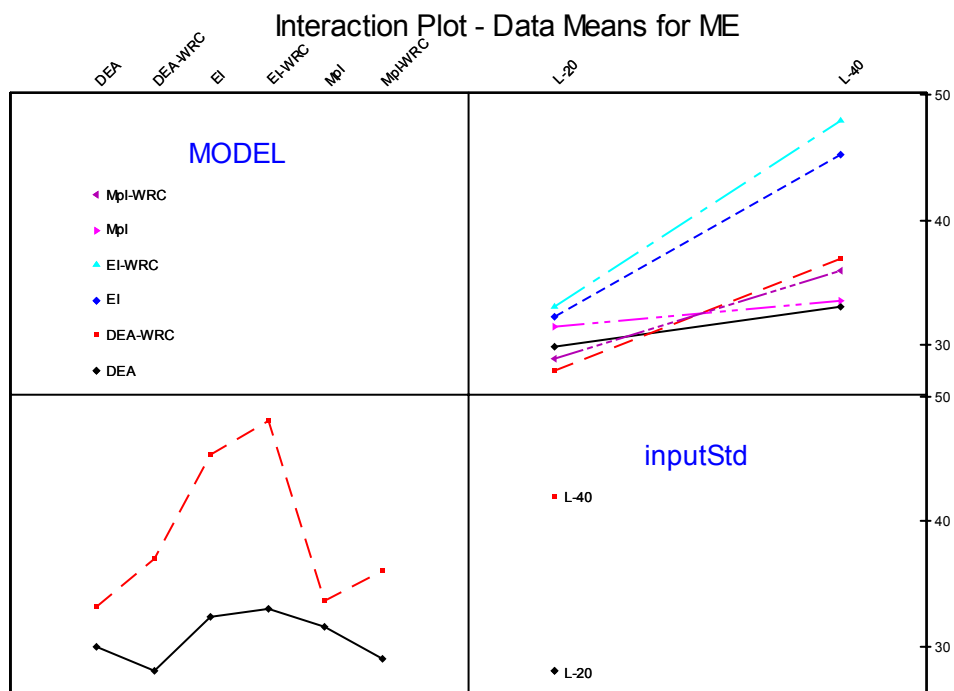 Interaction Plot - Data Means for ME
DEA
DEA-WRC
EI
EI-WRC
MpI
MpI-WRC
L-20
L-40
50
MODEL
MpI-WRC
MpI
EI-WRC
EI
DEA-WRC
DEA
40
30
50
inputStd
L-40
L-20
40
30